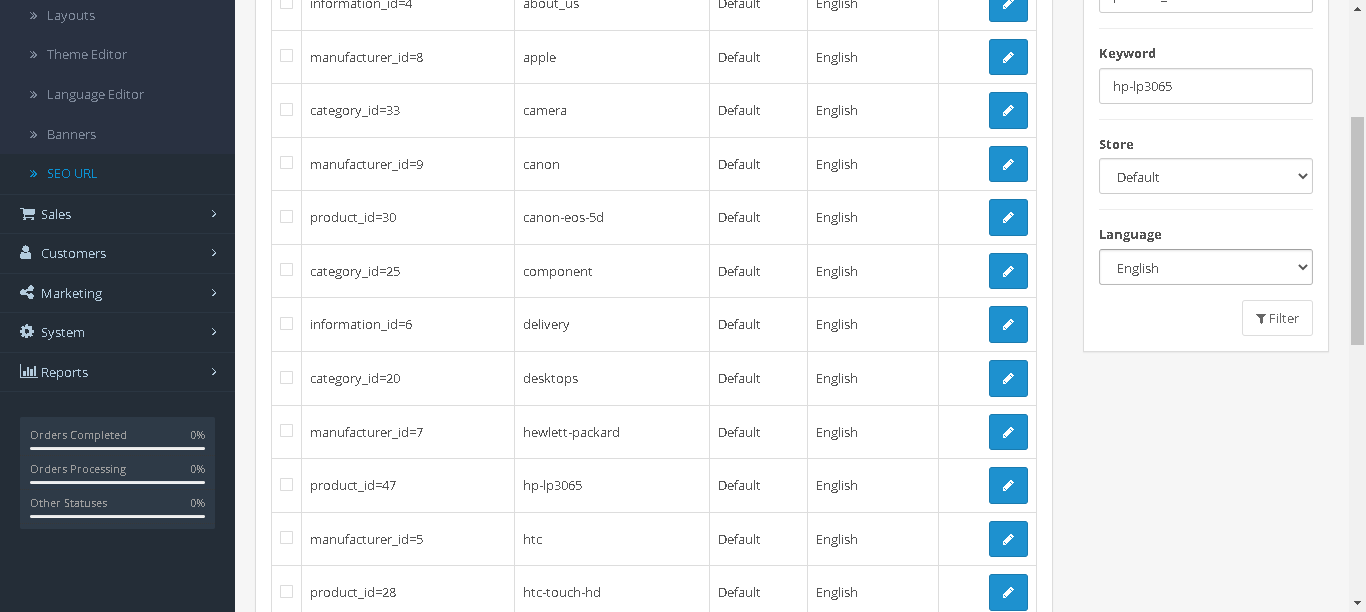 Layouts
Theme Editor
Language Editor
Banners
SEO URL
Sales
Customers
Marketing
System
Reports
Orders Completed 0%
Orders Processing 0%
Other Statuses 0%
information_id=4 about_us Default English
manufacturer_id=8 apple Default English
category_id=33 camera Default English
manufacturer_id=9 canon Default English
product_id=30 canon-eos-5d Default English
category_id=25 component Default English
information_id=6 delivery Default English
category_id=20 desktops Default English
manufacturer_id=7 hewlett-packard Default English
product_id=47 hp-lp3065 Default English
manufacturer_id=5 htc Default English
product_id=28 htc-touch-hd Default English
Keyword
hp-lp3065
Store
Default
Language
English
Filter